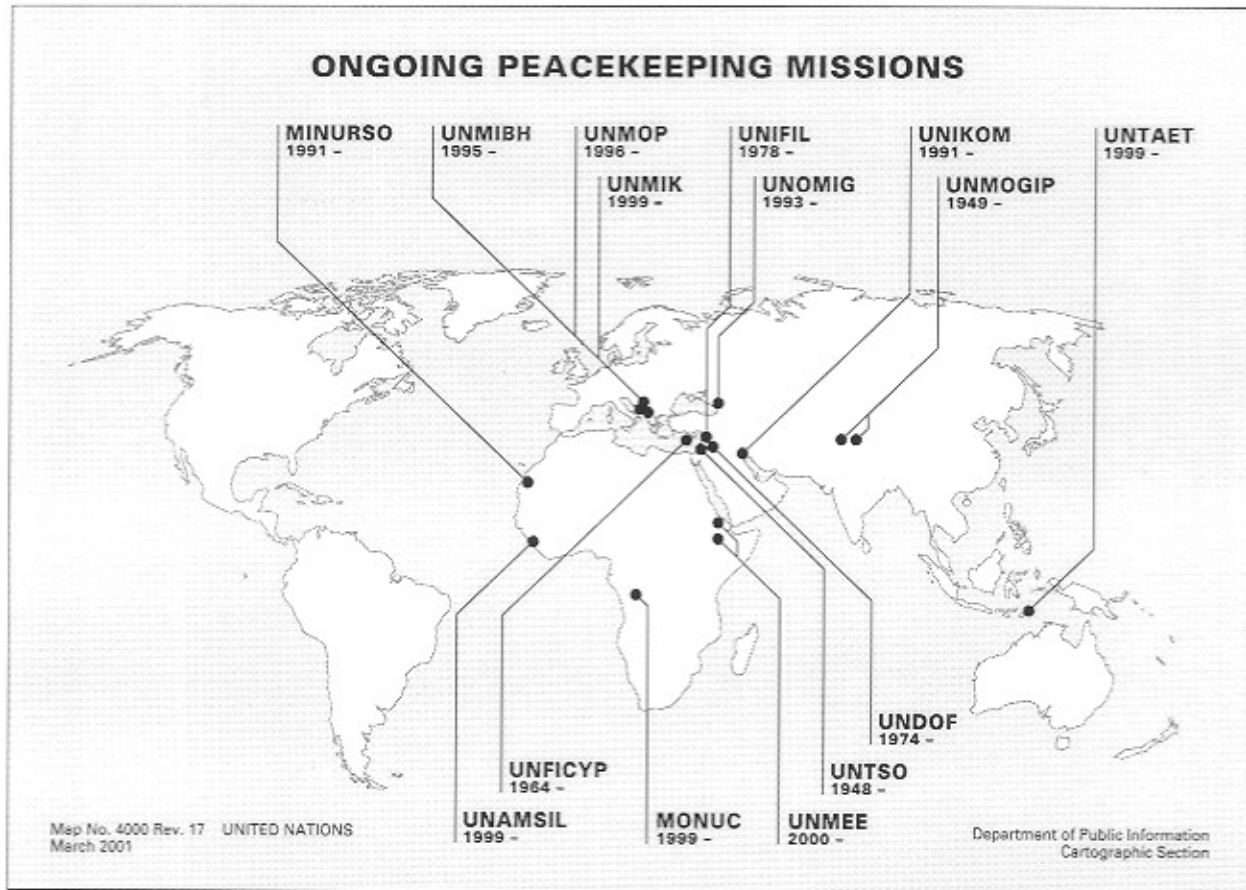 ONGOING PEACEKEEPING MISSIONS
MINURSO
1991 –
UNMIBH
1995 –
UNMOP
1996 –
UNIFIL
1978 –
UNIKOM
1991 –
UNTAET
1999 –
UNMIK
1999 –
UNOMIG
1993 –
UNMOGIP
1949 –
UNDOF
1974 –
UNFICYP
1964 –
UNTSO
1948 –
UNAMSIL
1999 –
MONUC
1999 –
UNMEE
2000 –
Map No. 4000 Rev. 17 UNITED NATIONS
March 2001
Department of Public Information
Cartographic Section